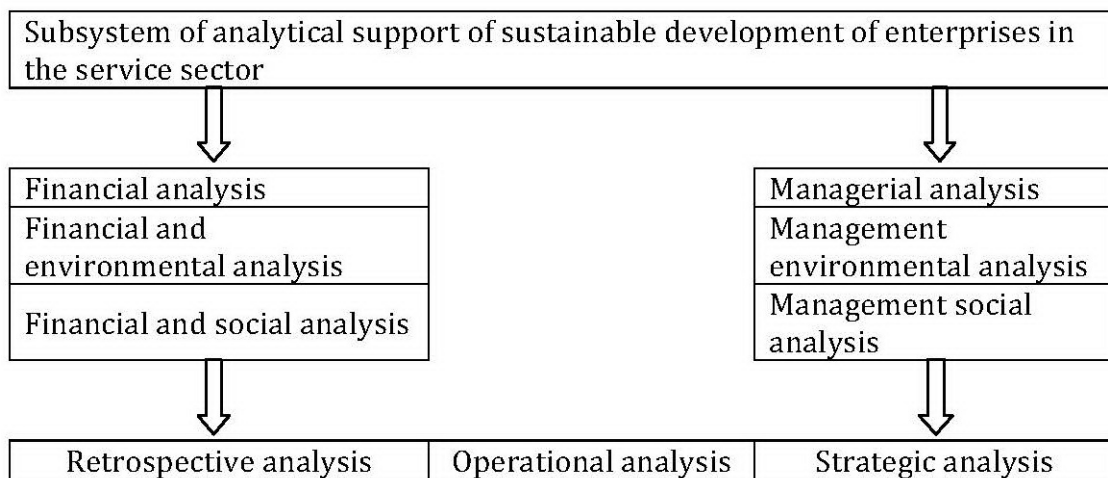 Subsystem of analytical support of sustainable development of enterprises in
the service sector
Financial analysis
Financial and
environmental analysis
Financial and social analysis
Managerial analysis
Management
environmental analysis
Management social
analysis
Retrospective analysis
Operational analysis
Strategic analysis